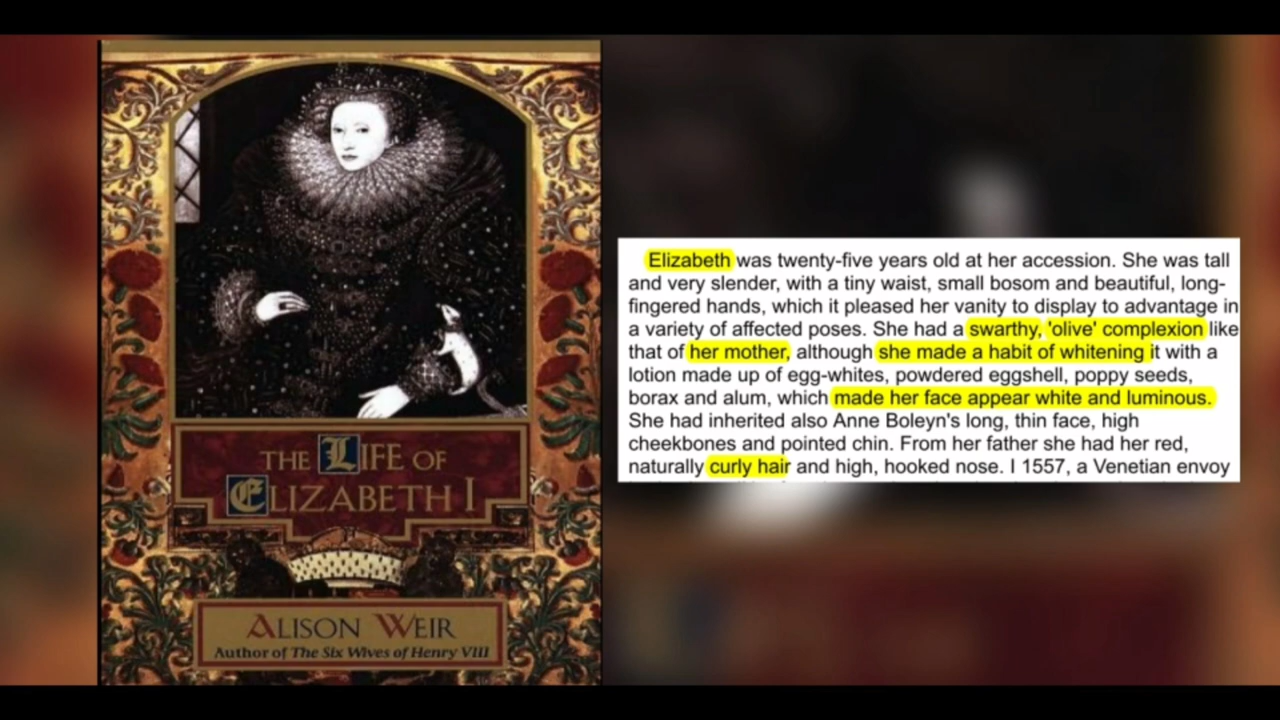 THE LIFE OF
ELIZABETH I
ALISON WEIR
Author of The Six Wives of Henry VIII
Elizabeth was twenty-five years old at her accession. She was tall
and very slender, with a tiny waist, small bosom and beautiful, long-
fingered hands, which it pleased her vanity to display to advantage in
a variety of affected poses. She had a swarthy, 'olive' complexion like
that of her mother, although she made a habit of whitening it with a
lotion made up of egg-whites, powdered eggshell, poppy seeds,
borax and alum, which made her face appear white and luminous.
She had inherited also Anne Boleyn's long, thin face, high
cheekbones and pointed chin. From her father she had her red,
naturally curly hair and high, hooked nose. I 1557, a Venetian envoy